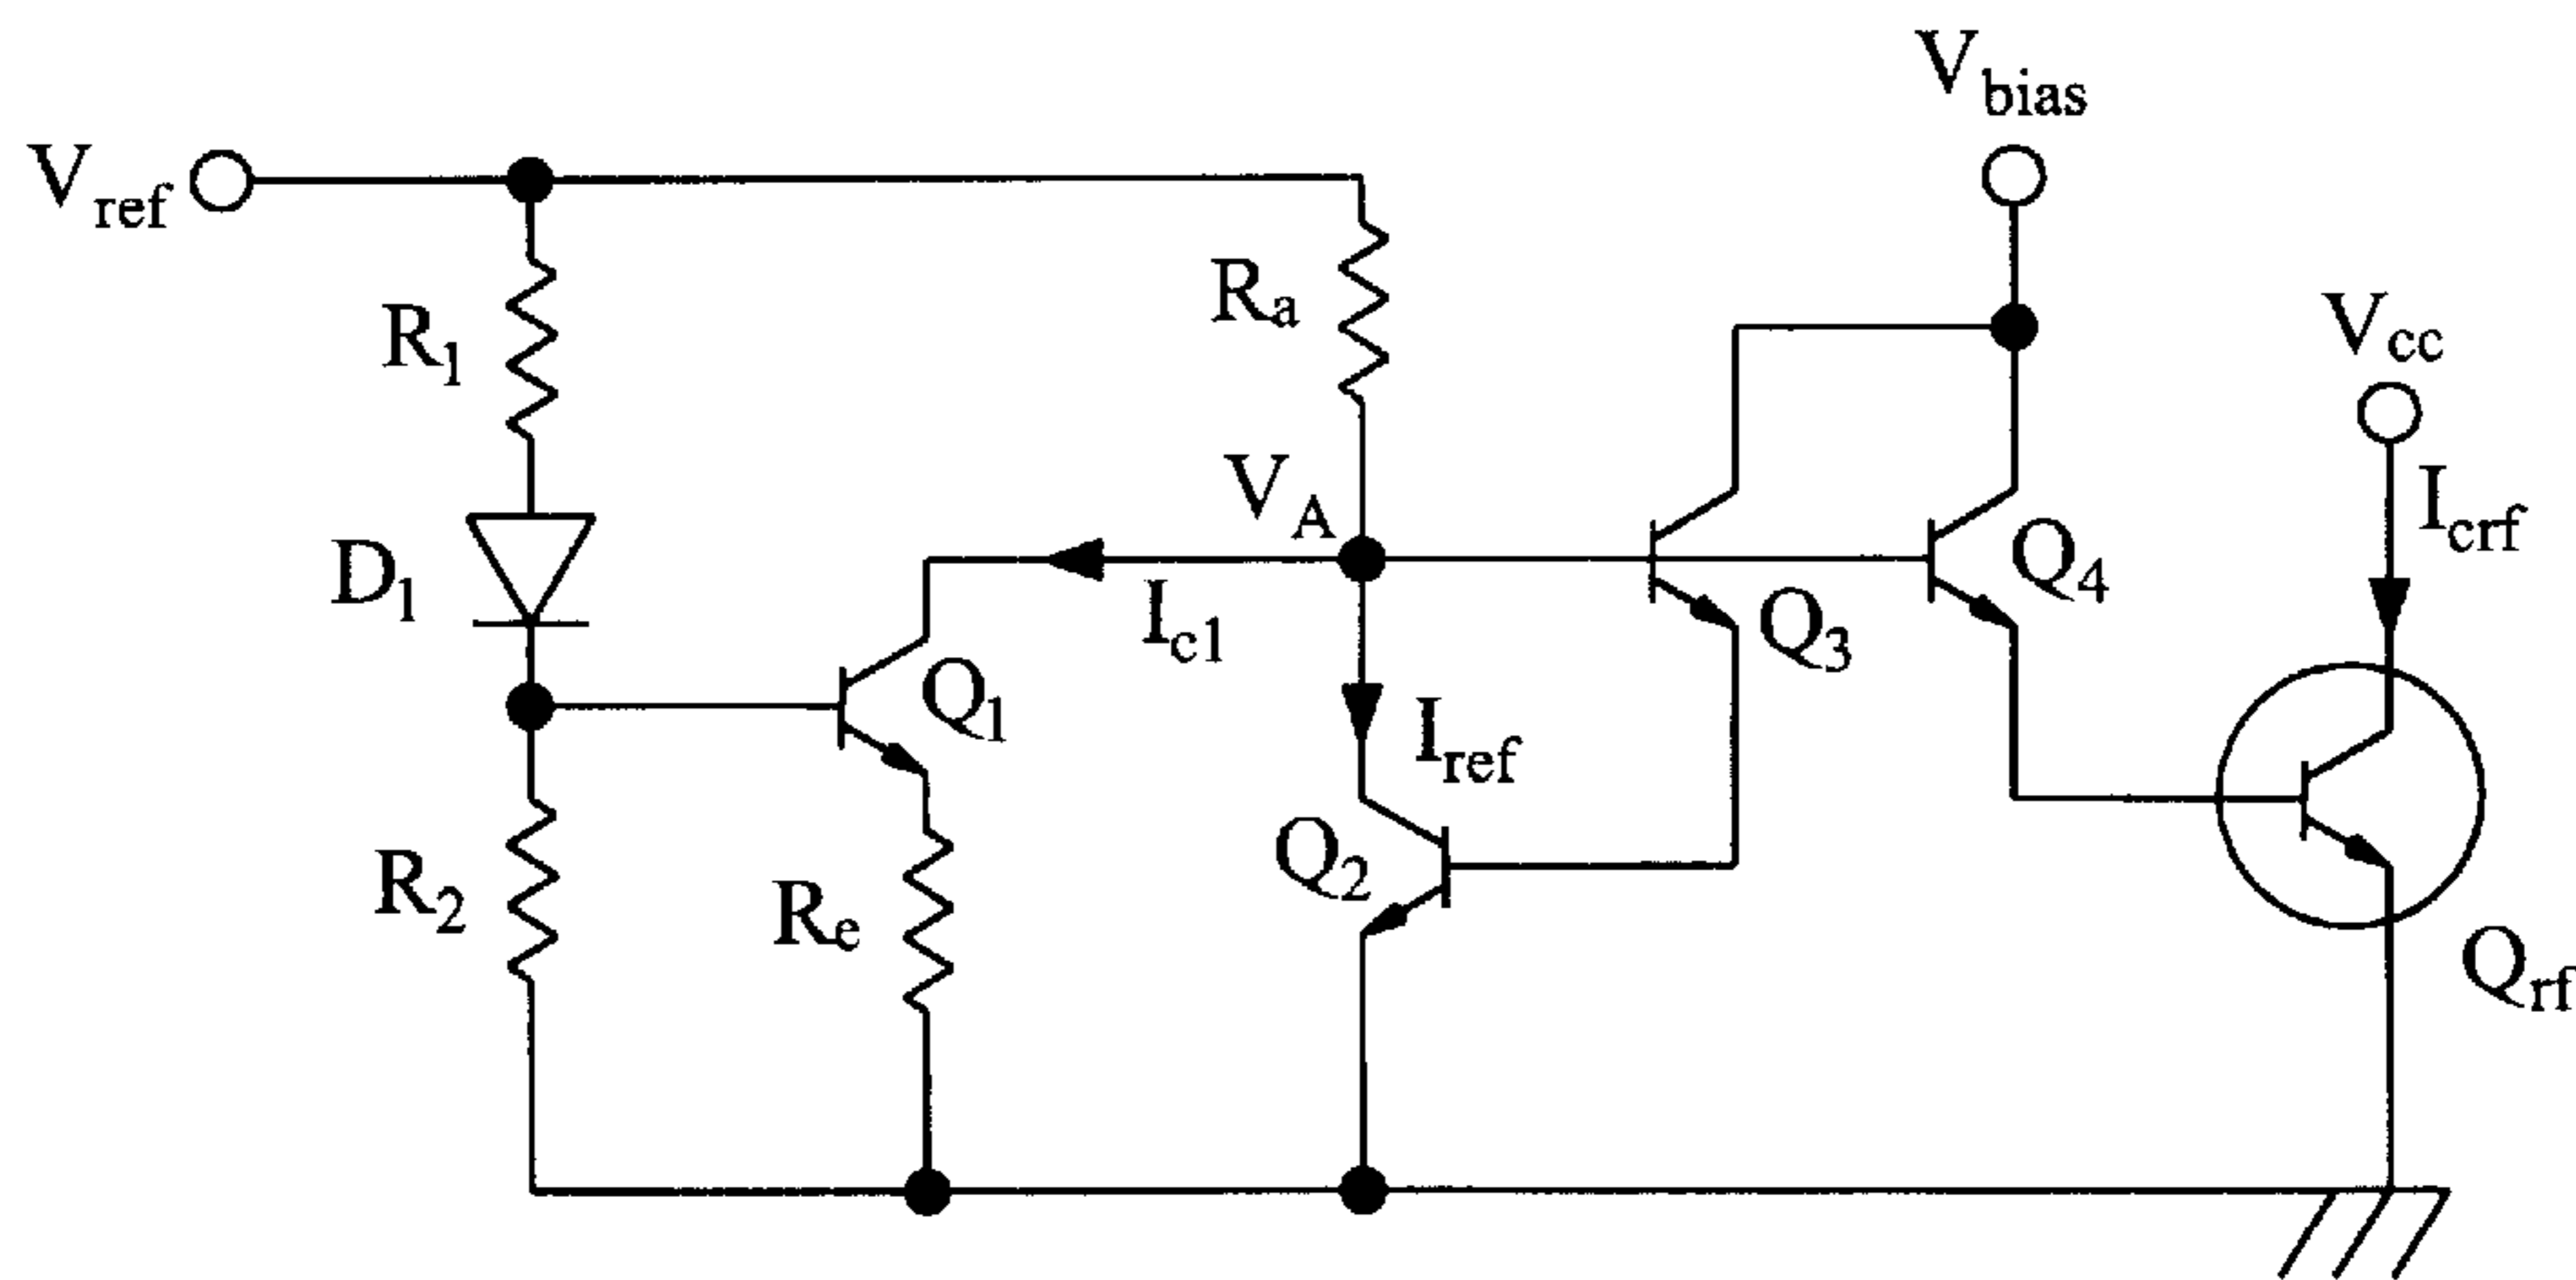 V_bias
V_ref
R_1
R_a
V_cc
V_A
I_crf
D_1
Q_4
I_c1
Q_3
Q_1
I_ref
Q_2
R_2
R_e
Q_rf